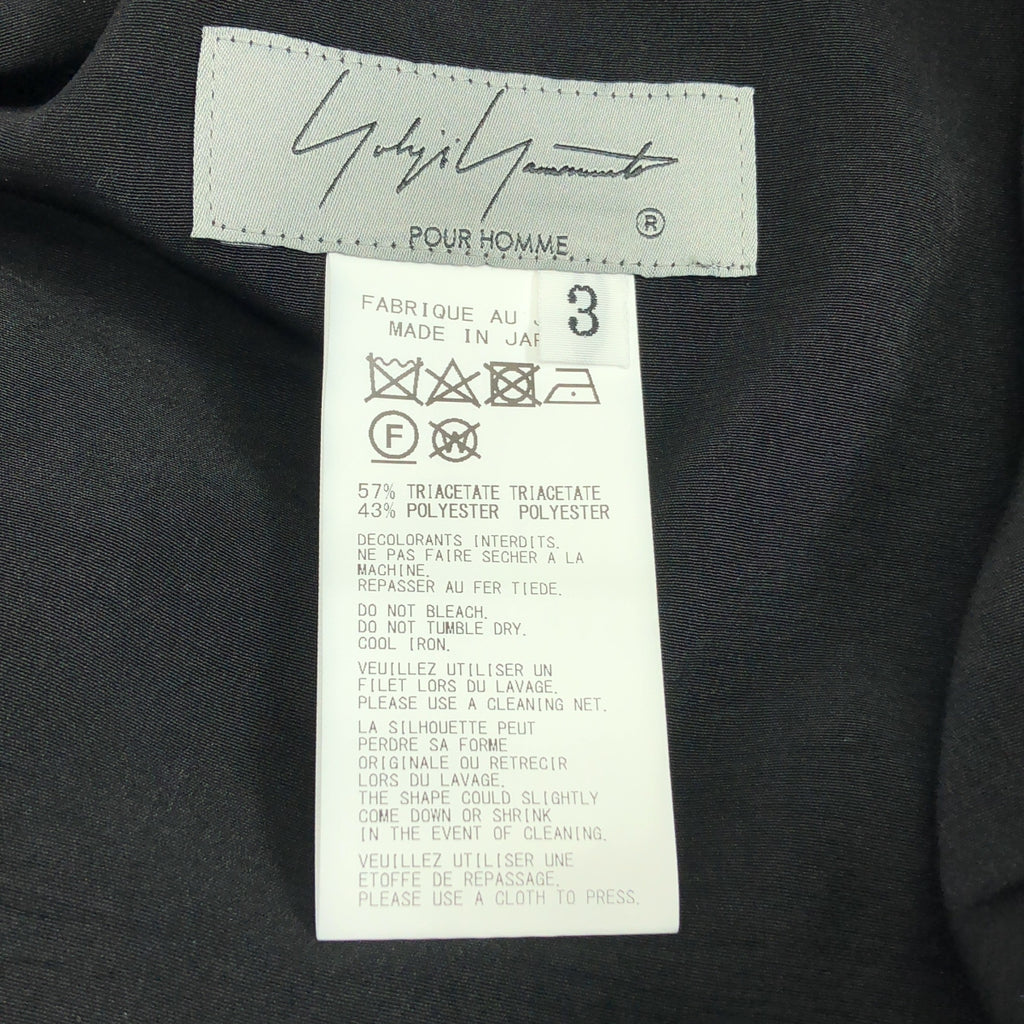 Yohji Yamamoto
®
POUR HOMME
3
FABRIQUE AU
MADE IN
F
W
57% TRIACETATE TRIACETATE
43% POLYESTER POLYESTER
DECOLORANTS INTERDITS.
NE PAS FAIRE SECHER A LA
MACHINE.
REPASSER AU FER TIEDE.
DO NOT BLEACH.
DO NOT TUMBLE DRY.
COOL IRON.
VEUILLEZ UTILISER UN
FILET LORS DU LAVAGE.
PLEASE USE A CLEANING NET.
LA SILHOUETTE PEUT
PERDRE SA FORME
ORIGINALE OU RETRECIR
LORS DU LAVAGE.
THE SHAPE COULD SLIGHTLY
COME DOWN OR SHRINK
IN THE EVENT OF CLEANING.
VEUILLEZ UTILISER UNE
ETOFFE DE REPASSAGE.
PLEASE USE A CLOTH TO PRESS.